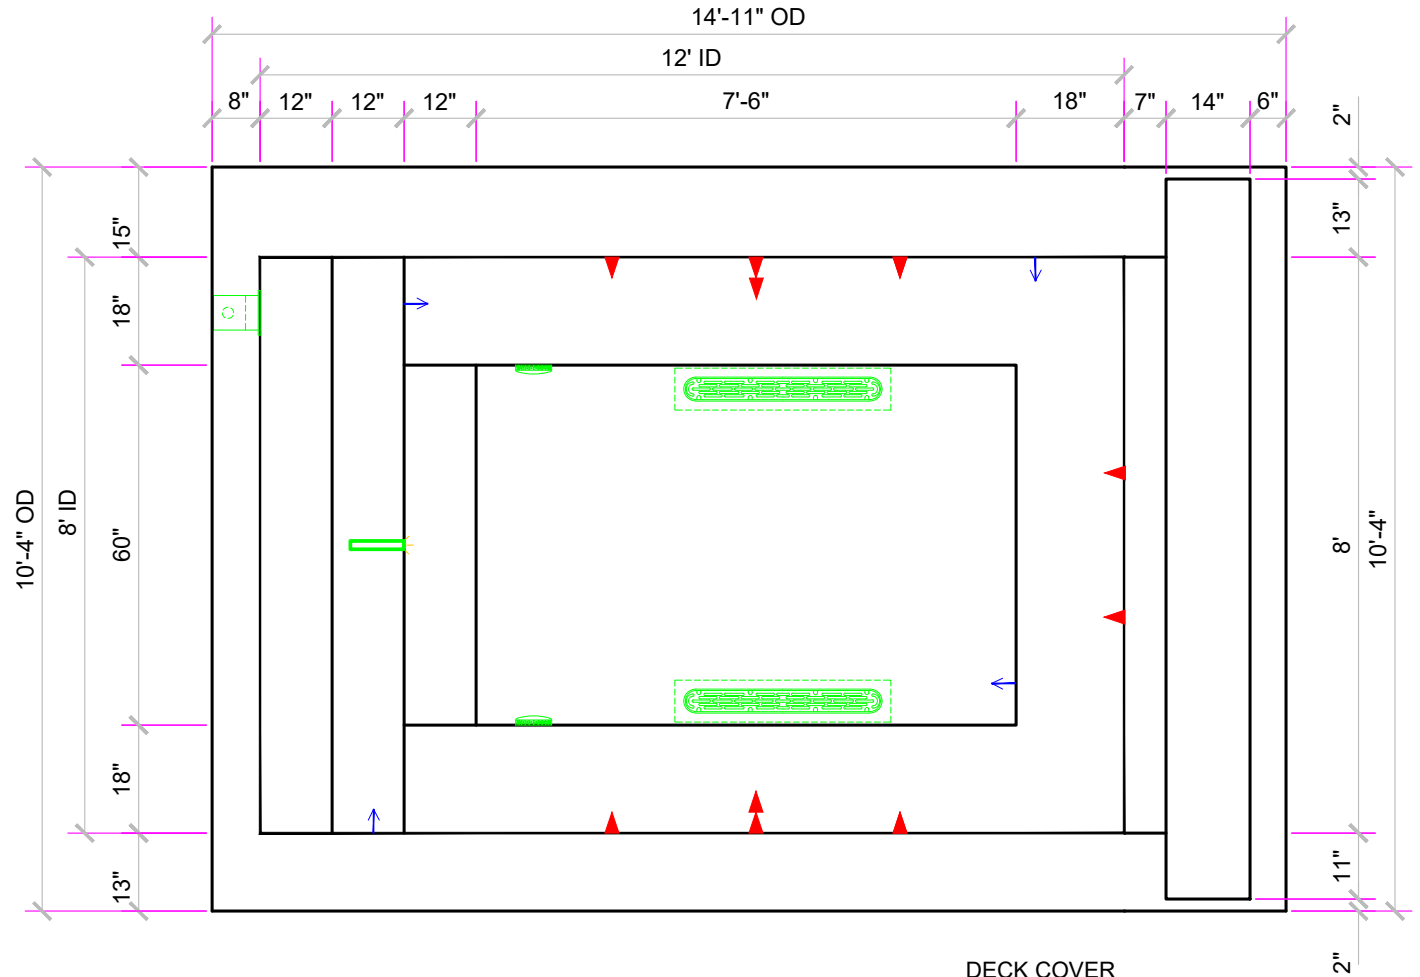 14'-11" OD
12' ID
8" 12" 12" 12" 7'-6" 18" 7" 14" 6"
2"
15"
13"
18"
10'-4" OD
8' ID
60"
8'
10'-4"
18"
13"
11"
2"
DECK COVER